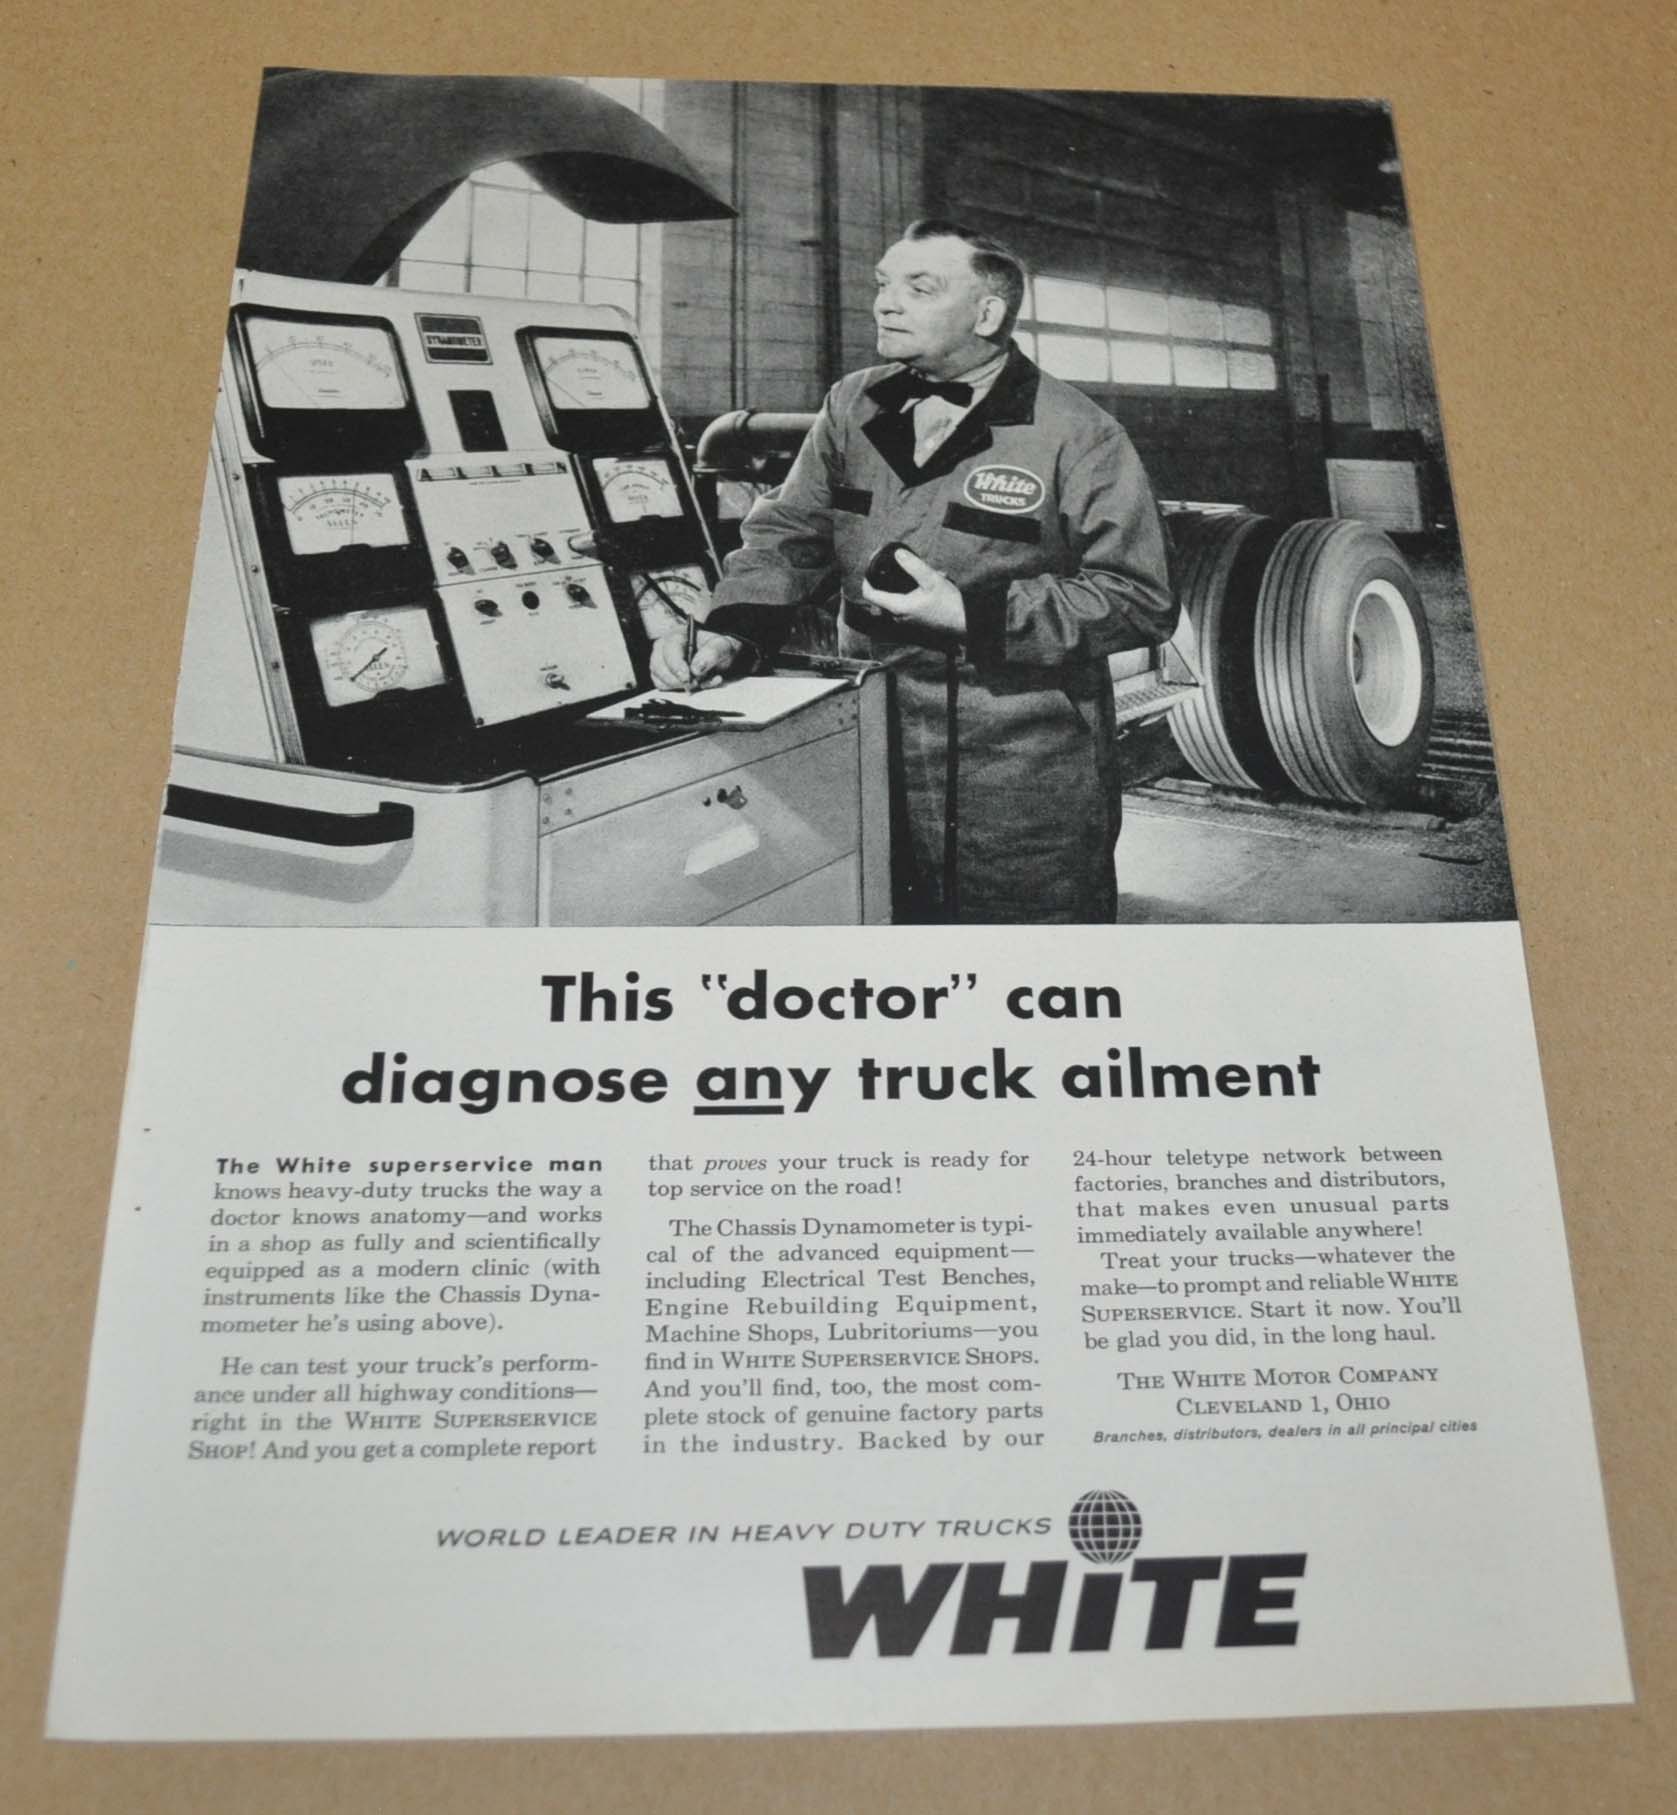 DYNAMOMETER
ALLEN
TACHOMETER
ALLEN
ALLEN
White
TRUCKS
This "doctor" can
diagnose any truck ailment
The White superservice man
knows heavy-duty trucks the way a
doctor knows anatomy—and works
in a shop as fully and scientifically
equipped as a modern clinic (with
instruments like the Chassis Dyna-
mometer he's using above).
He can test your truck's perform-
ance under all highway conditions—
right in the WHITE SUPERSERVICE
SHOP! And you get a complete report
that proves your truck is ready for
top service on the road!
The Chassis Dynamometer is typi-
cal of the advanced equipment—
including Electrical Test Benches,
Engine Rebuilding Equipment,
Machine Shops, Lubritoriums—you
find in WHITE SUPERSERVICE SHOPS.
And you'll find, too, the most com-
plete stock of genuine factory parts
in the industry. Backed by our
24-hour teletype network between
factories, branches and distributors,
that makes even unusual parts
immediately available anywhere!
Treat your trucks—whatever the
make—to prompt and reliable WHITE
SUPERSERVICE. Start it now. You'll
be glad you did, in the long haul.
THE WHITE MOTOR COMPANY
CLEVELAND 1, OHIO
Branches, distributors, dealers in all principal cities
WORLD LEADER IN HEAVY DUTY TRUCKS
WHiTE